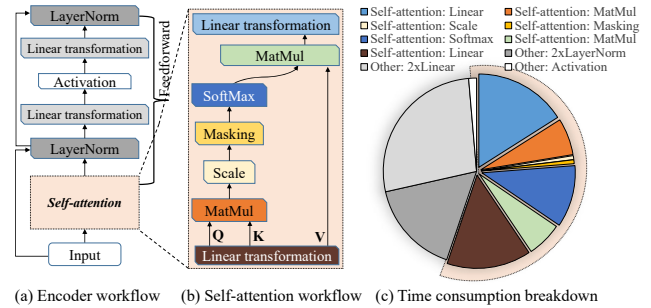 LayerNorm
Linear transformation
Activation
Linear transformation
LayerNorm
Self-attention
Input
Feedforward
Linear transformation
MatMul
SoftMax
Masking
Scale
MatMul
Q K V
Linear transformation
Self-attention: Linear Self-attention: MatMul
Self-attention: Scale Self-attention: Masking
Self-attention: Softmax Self-attention: MatMul
Self-attention: Linear Other: 2xLayerNorm
Other: 2xLinear Other: Activation
(a) Encoder workflow (b) Self-attention workflow (c) Time consumption breakdown